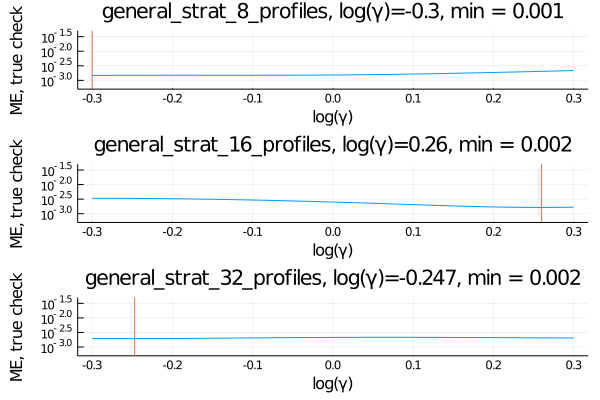 general_strat_8_profiles, log(γ)=-0.3, min = 0.001
ME, true check
10^-1.5
10^-2.0
10^-2.5
10^-3.0
-0.3 -0.2 -0.1 0.0 0.1 0.2 0.3
log(γ)
general_strat_16_profiles, log(γ)=0.26, min = 0.002
ME, true check
10^-1.5
10^-2.0
10^-2.5
10^-3.0
-0.3 -0.2 -0.1 0.0 0.1 0.2 0.3
log(γ)
general_strat_32_profiles, log(γ)=-0.247, min = 0.002
ME, true check
10^-1.5
10^-2.0
10^-2.5
10^-3.0
-0.3 -0.2 -0.1 0.0 0.1 0.2 0.3
log(γ)